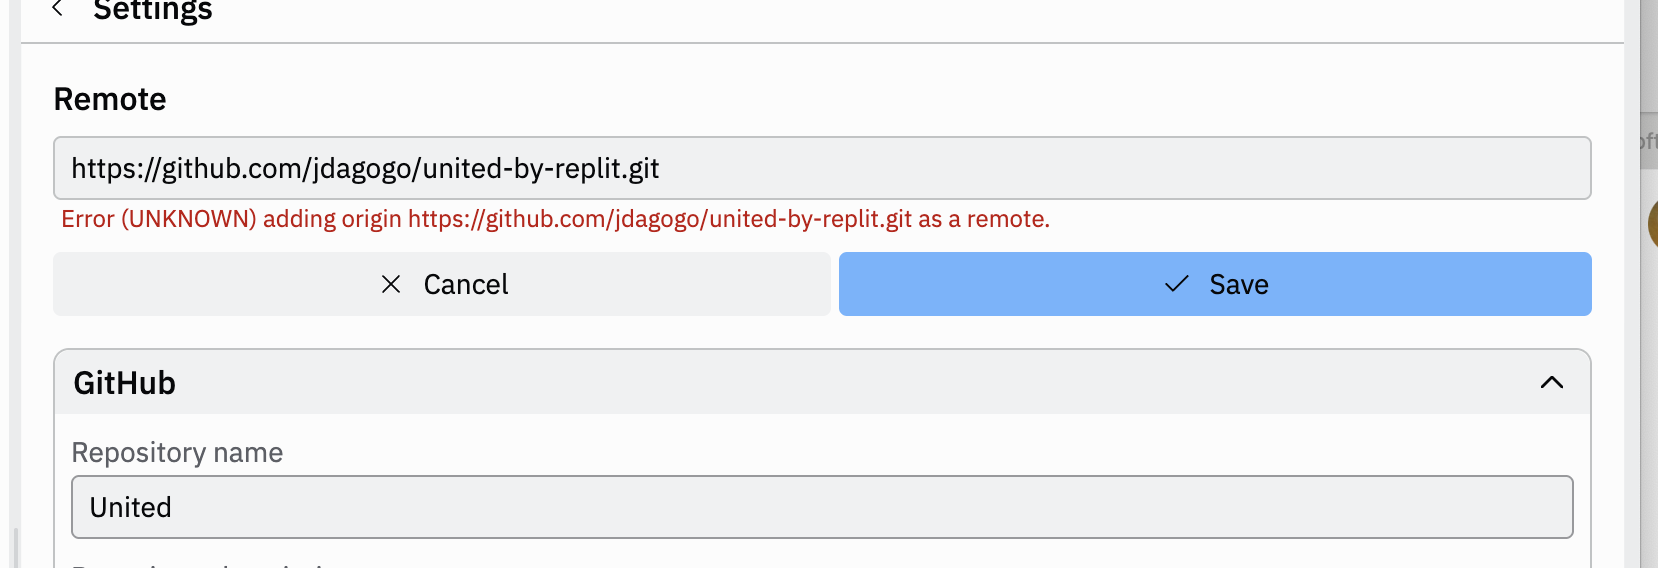 Settings
Remote
https://github.com/jdagogo/united-by-replit.git
Error (UNKNOWN) adding origin https://github.com/jdagogo/united-by-replit.git as a remote.
Cancel
Save
GitHub
Repository name
United